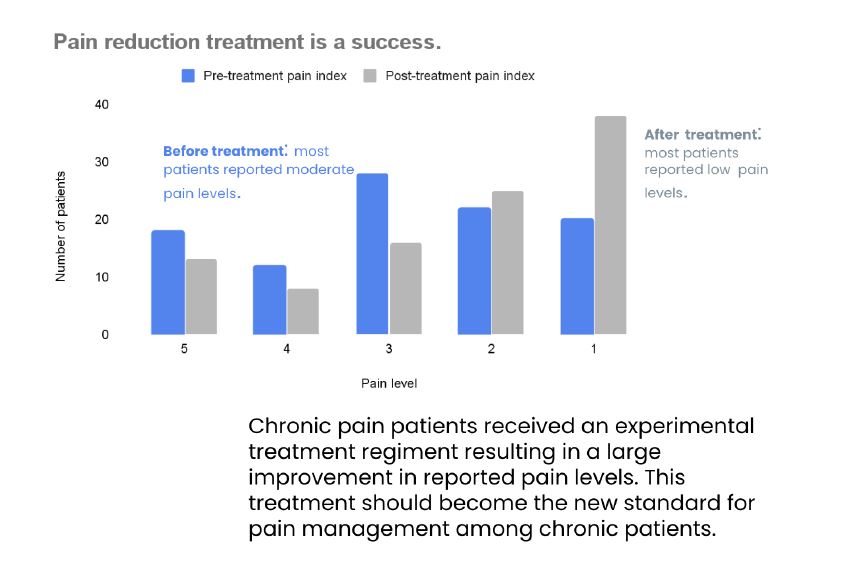 Pain reduction treatment is a success.
Pre-treatment pain index
Post-treatment pain index
40
30
20
10
0
Number of patients
Before treatment: most
patients reported moderate
pain levels.
After treatment:
most patients
reported low pain
levels.
5
4
3
2
1
Pain level
Chronic pain patients received an experimental
treatment regiment resulting in a large
improvement in reported pain levels. This
treatment should become the new standard for
pain management among chronic patients.